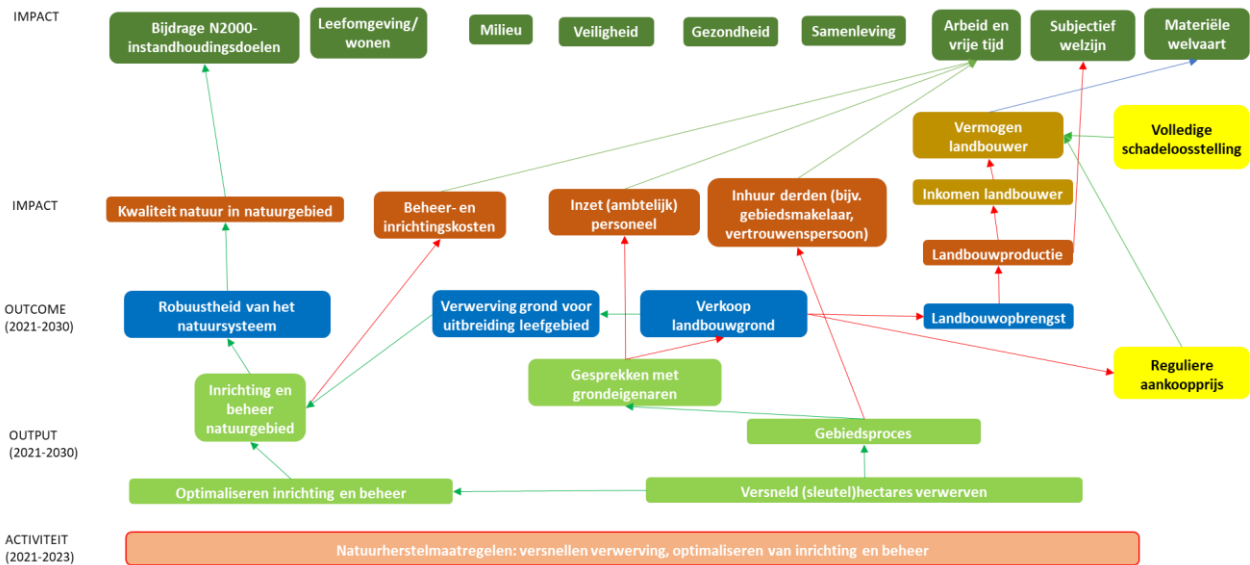 IMPACT
Bijdrage N2000-
instandhoudingsdoelen
Leefomgeving/
wonen
Milieu
Veiligheid
Gezondheid
Samenleving
Arbeid en
vrije tijd
Subjectief
welzijn
Materiële
welvaart
Vermogen
landbouwer
Volledige
schadeloosstelling
IMPACT
Kwaliteit natuur in natuurgebied
Beheer- en
inrichtingskosten
Inzet (ambtelijk)
personeel
Inhuur derden (bijv.
gebiedsmakelaar,
vertrouwenspersoon)
Inkomen landbouwer
Landbouwproductie
OUTCOME
(2021-2030)
Robuustheid van het
natuursysteem
Verwerving grond voor
uitbreiding leefgebied
Verkoop
landbouwgrond
Landbouwopbrengst
Reguliere
aankoopprijs
Inrichting en
beheer
natuurgebied
Gesprekken met
grondeigenaren
OUTPUT
(2021-2030)
Gebiedsproces
Optimaliseren inrichting en beheer
Versneld (sleutel)hectares verwerven
ACTIVITEIT
(2021-2023)
Natuurherstelmaatregelen: versnellen verwerving, optimaliseren van inrichting en beheer